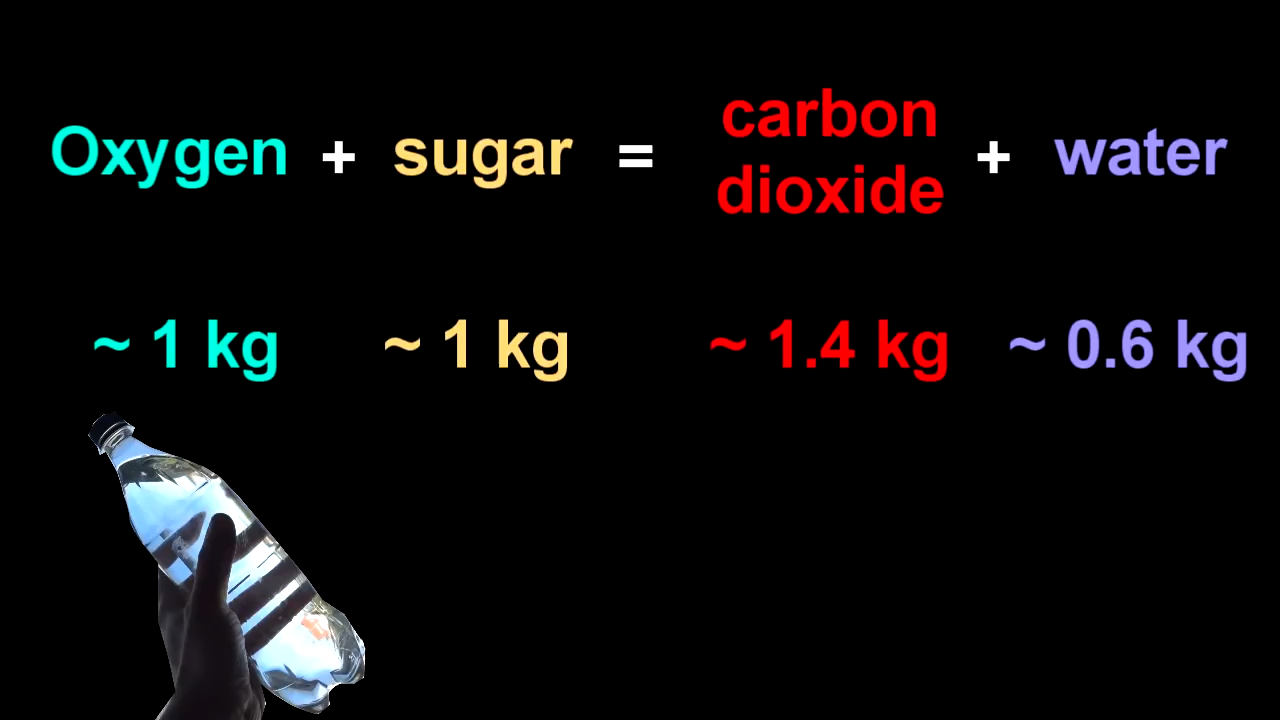 Oxygen + sugar = carbon dioxide + water
~ 1 kg ~ 1 kg ~ 1.4 kg ~ 0.6 kg